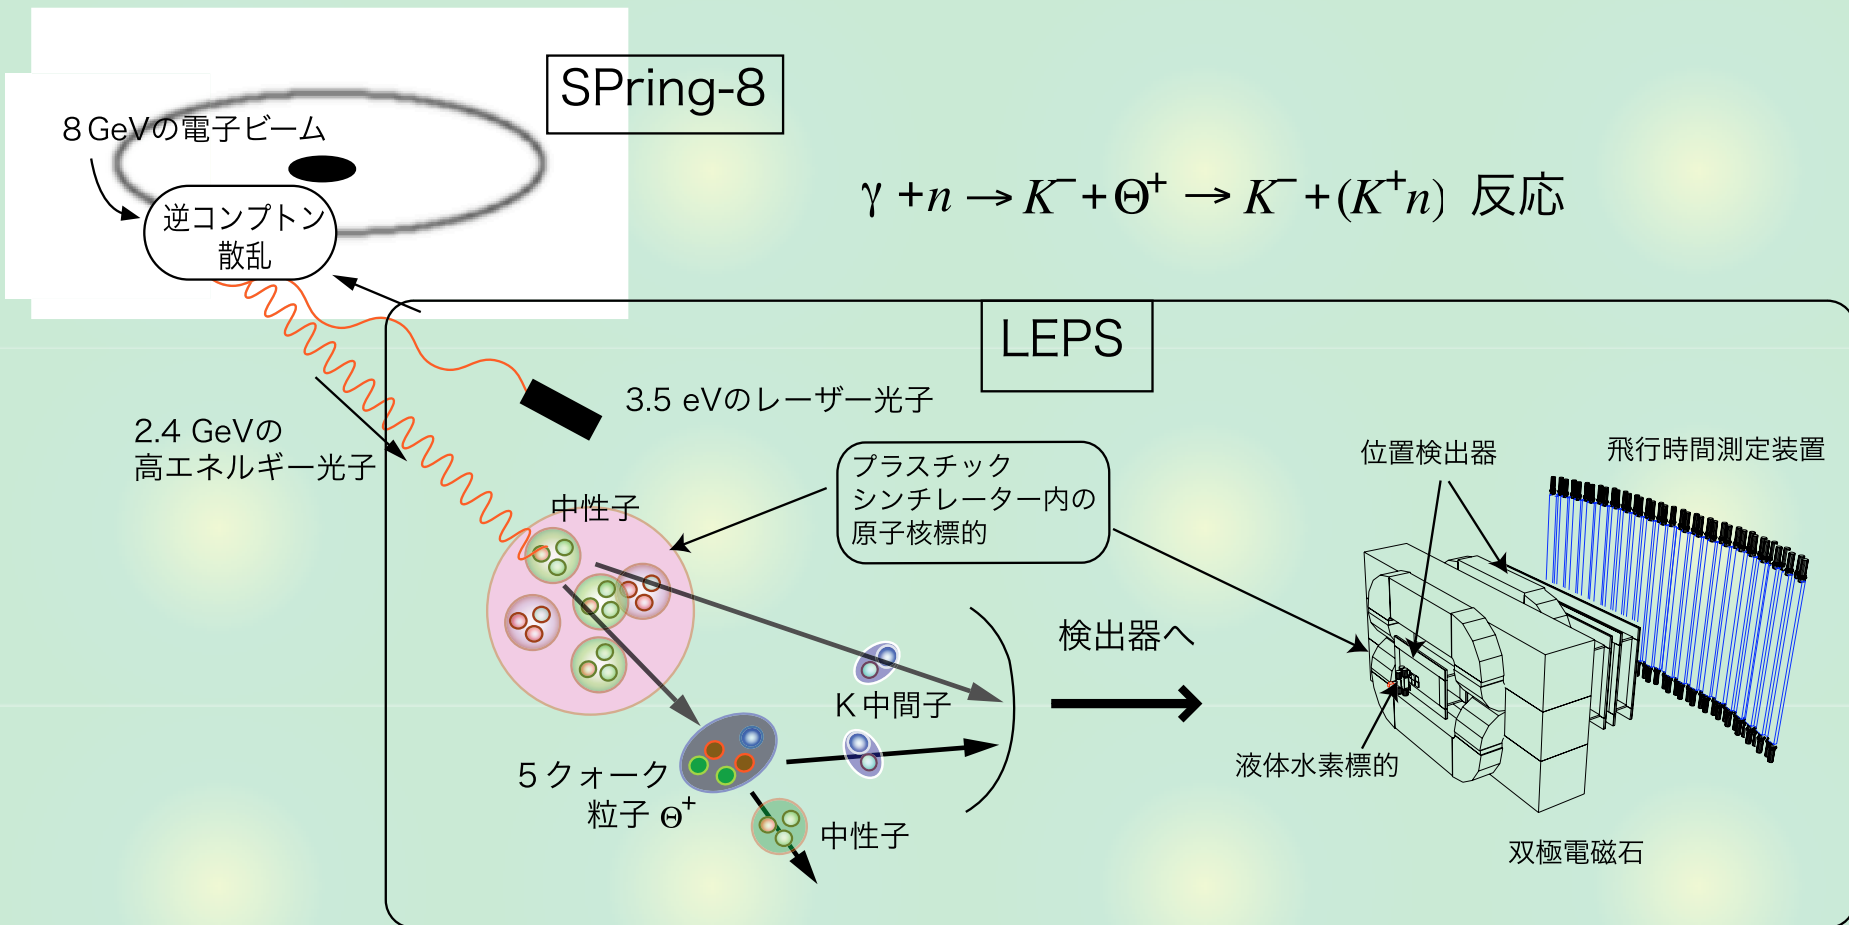 SPring-8
8 GeVの電子ビーム
逆コンプトン
散乱
γ + n → K⁻ + Θ⁺ → K⁻ + (K⁺n) 反応
LEPS
3.5 eVのレーザー光子
2.4 GeVの
高エネルギー光子
中性子
プラスチック
シンチレーター内の
原子核標的
位置検出器
飛行時間測定装置
検出器へ
K 中間子
5 クォーク
粒子 Θ⁺
中性子
液体水素標的
双極電磁石